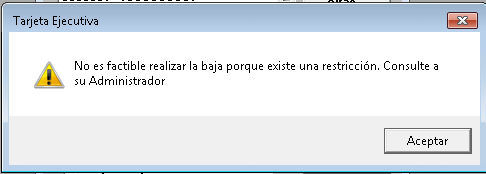 Tarjeta Ejecutiva
No es factible realizar la baja porque existe una restricción. Consulte a
su Administrador
Aceptar